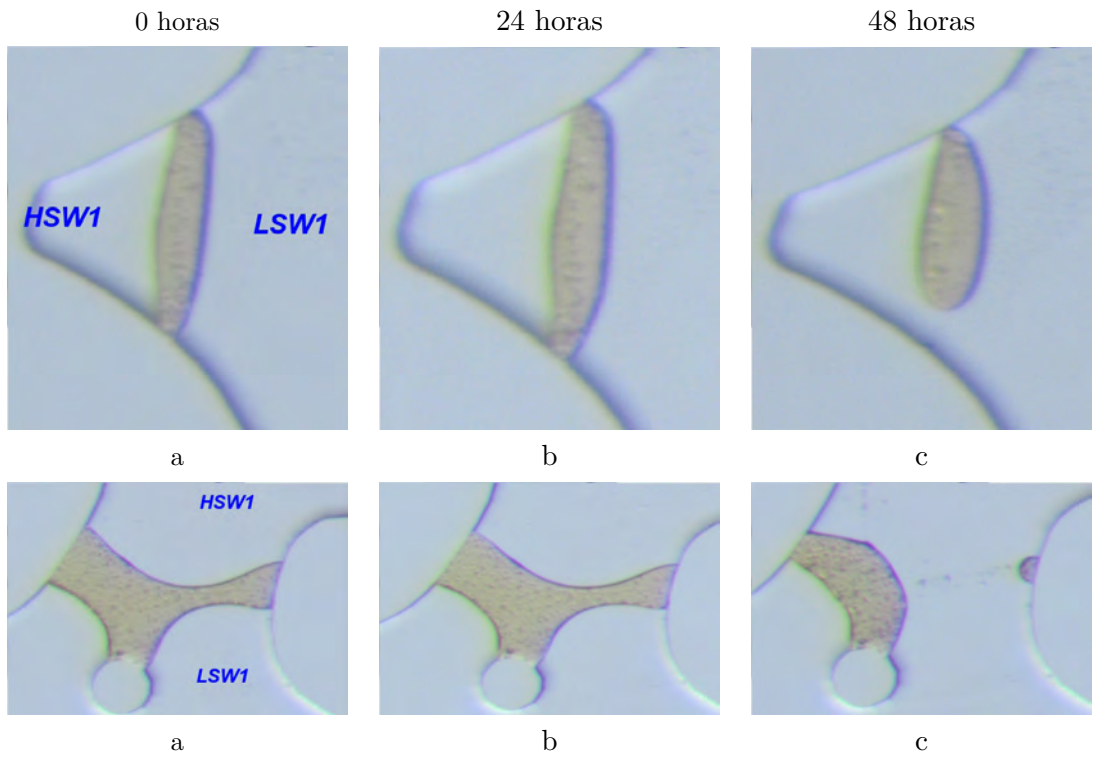 0 horas 24 horas 48 horas
HSW1 LSW1
a b c
HSW1
LSW1
a b c